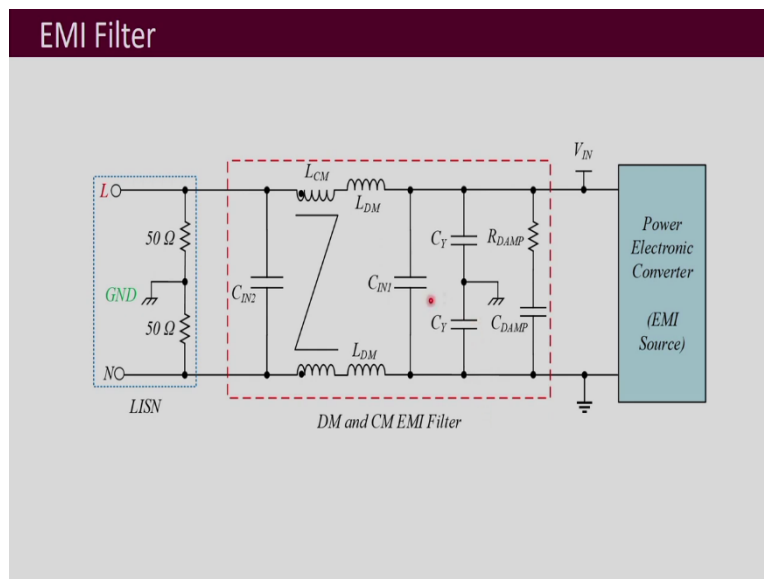 EMI Filter
L
50 Ω
GND
50 Ω
N
LISN
L_CM
L_DM
C_IN2
C_IN1
C_Y
R_DAMP
C_Y
C_DAMP
L_DM
DM and CM EMI Filter
V_IN
Power
Electronic
Converter
(EMI
Source)